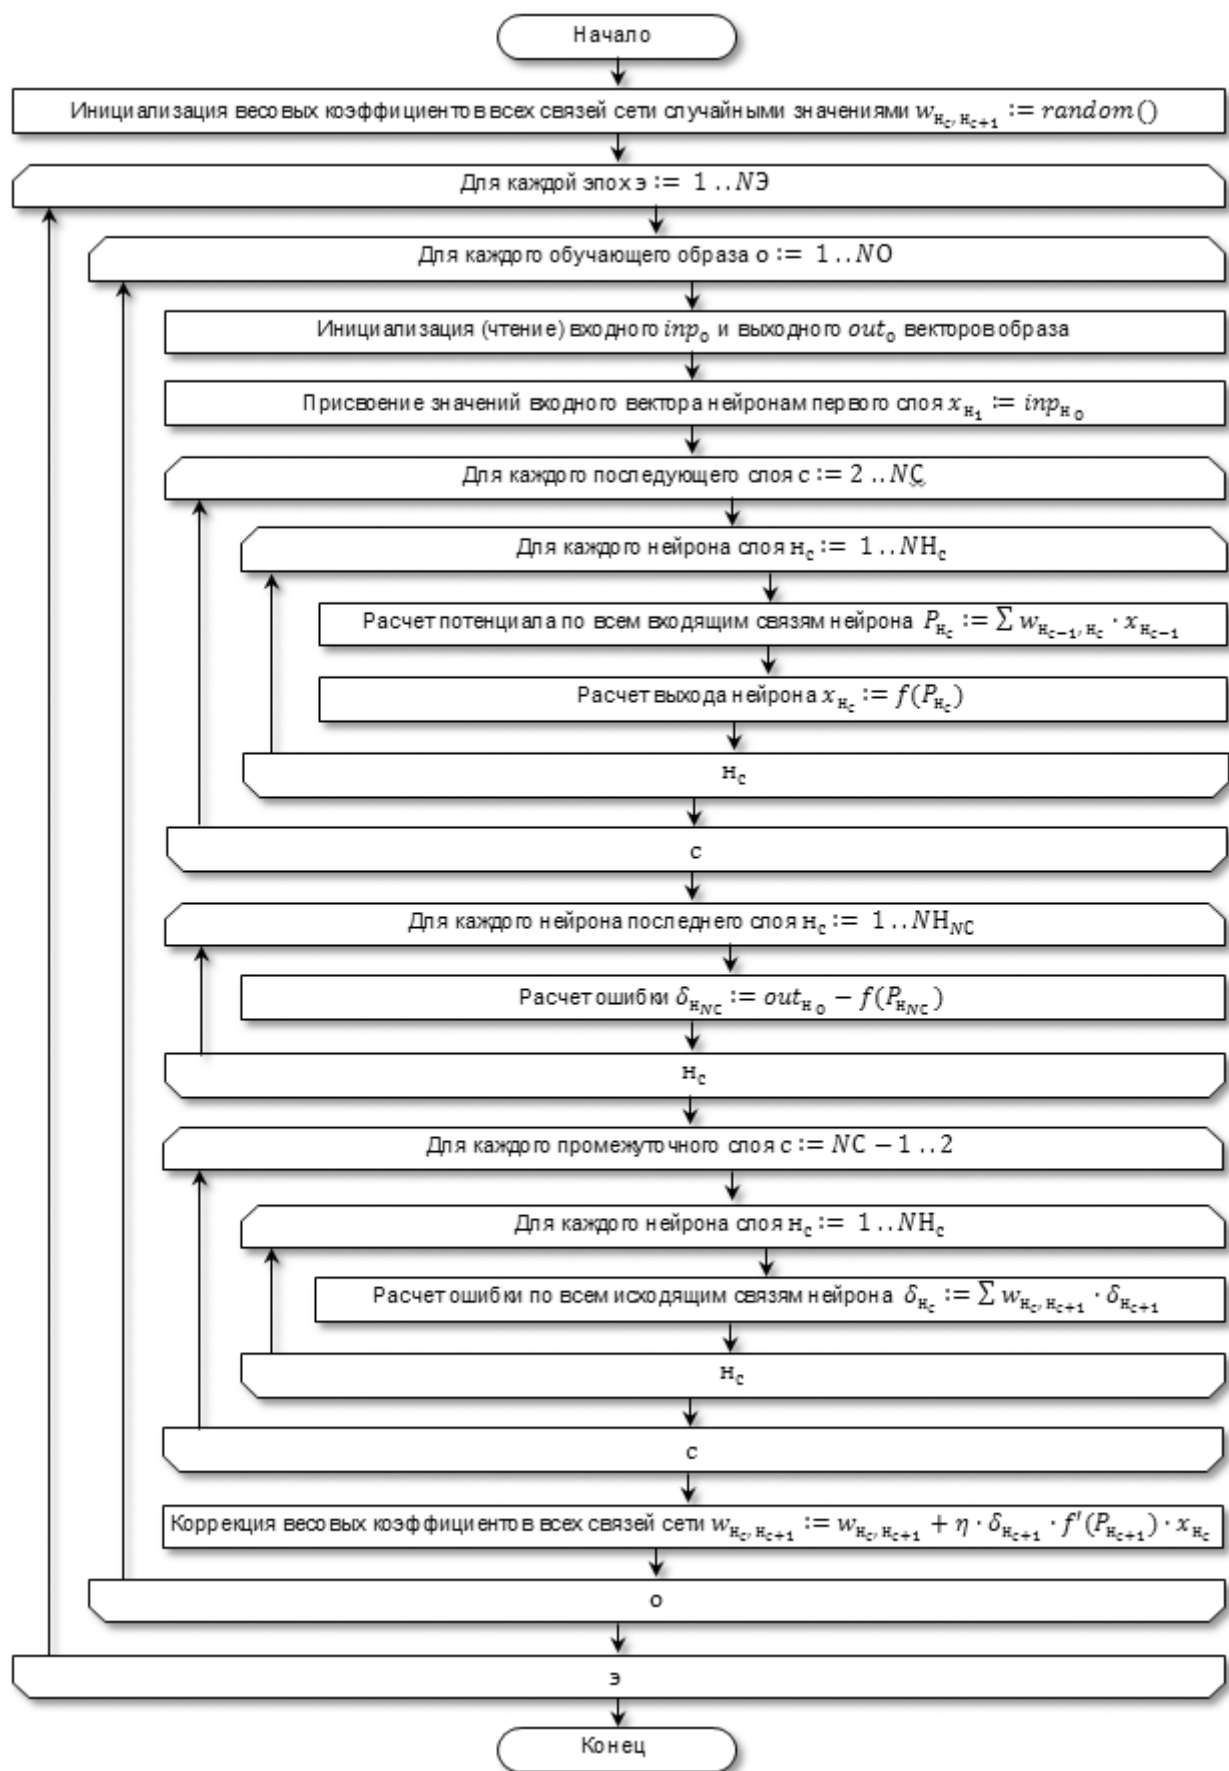 Начало
Инициализация весовых коэффициентов всех связей сети случайными значениями w_{н_c, н_{c+1}} := random()
Для каждой эпох э := 1 .. NЭ
Для каждого обучающего образа о := 1 .. NО
Инициализация (чтение) входного inp_о и выходного out_о векторов образа
Присвоение значений входного вектора нейронам первого слоя x_{н_1} := inp_{н_о}
Для каждого последующего слоя с := 2 .. NС
Для каждого нейрона слоя н_с := 1 .. NН_с
Расчет потенциала по всем входящим связям нейрона P_{н_с} := ∑ w_{н_{с−1}, н_с} · x_{н_{с−1}}
Расчет выхода нейрона x_{н_с} := f(P_{н_с})
н_с
с
Для каждого нейрона последнего слоя н_с := 1 .. NН_{NC}
Расчет ошибки δ_{н_{NC}} := out_{н_о} − f(P_{н_{NC}})
н_с
Для каждого промежуточного слоя с := NС − 1 .. 2
Для каждого нейрона слоя н_с := 1 .. NН_с
Расчет ошибки по всем исходящим связям нейрона δ_{н_с} := ∑ w_{н_с, н_{с+1}} · δ_{н_{с+1}}
н_с
с
Коррекция весовых коэффициентов всех связей сети w_{н_с, н_{с+1}} := w_{н_с, н_{с+1}} + η · δ_{н_{с+1}} · f′(P_{н_{с+1}}) · x_{н_с}
о
э
Конец